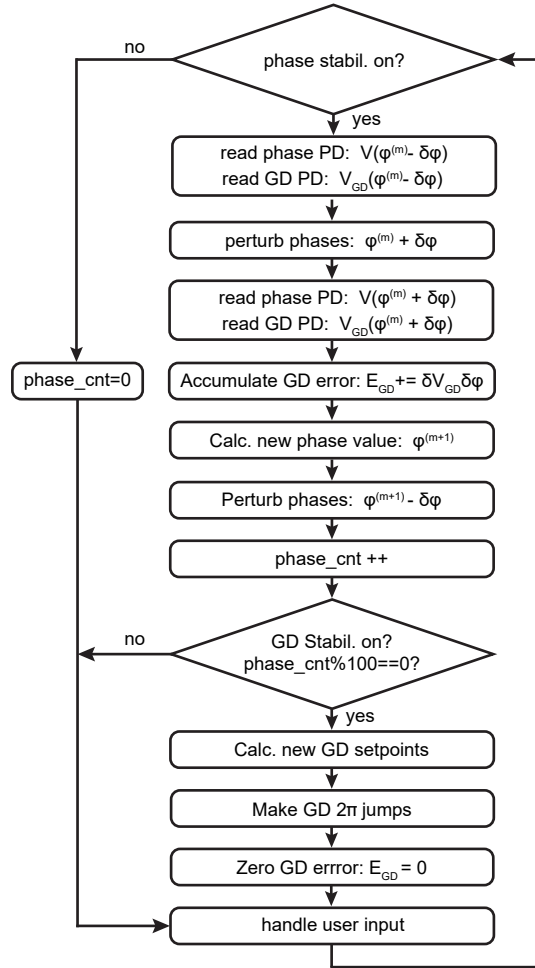 no
phase stabil. on?
yes
read phase PD: V(φ⁽ᵐ⁾- δφ)
read GD PD: V_GD(φ⁽ᵐ⁾- δφ)
perturb phases: φ⁽ᵐ⁾ + δφ
read phase PD: V(φ⁽ᵐ⁾ + δφ)
read GD PD: V_GD(φ⁽ᵐ⁾ + δφ)
phase_cnt=0
Accumulate GD error: E_GD += δV_GD δφ
Calc. new phase value: φ⁽ᵐ⁺¹⁾
Perturb phases: φ⁽ᵐ⁺¹⁾ - δφ
phase_cnt ++
no
GD Stabil. on?
phase_cnt%100==0?
yes
Calc. new GD setpoints
Make GD 2π jumps
Zero GD errror: E_GD = 0
handle user input